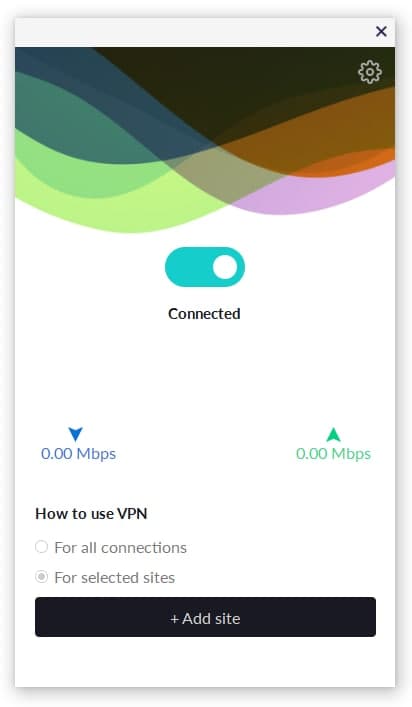 Connected
0.00 Mbps 0.00 Mbps
How to use VPN
For all connections
For selected sites
+ Add site